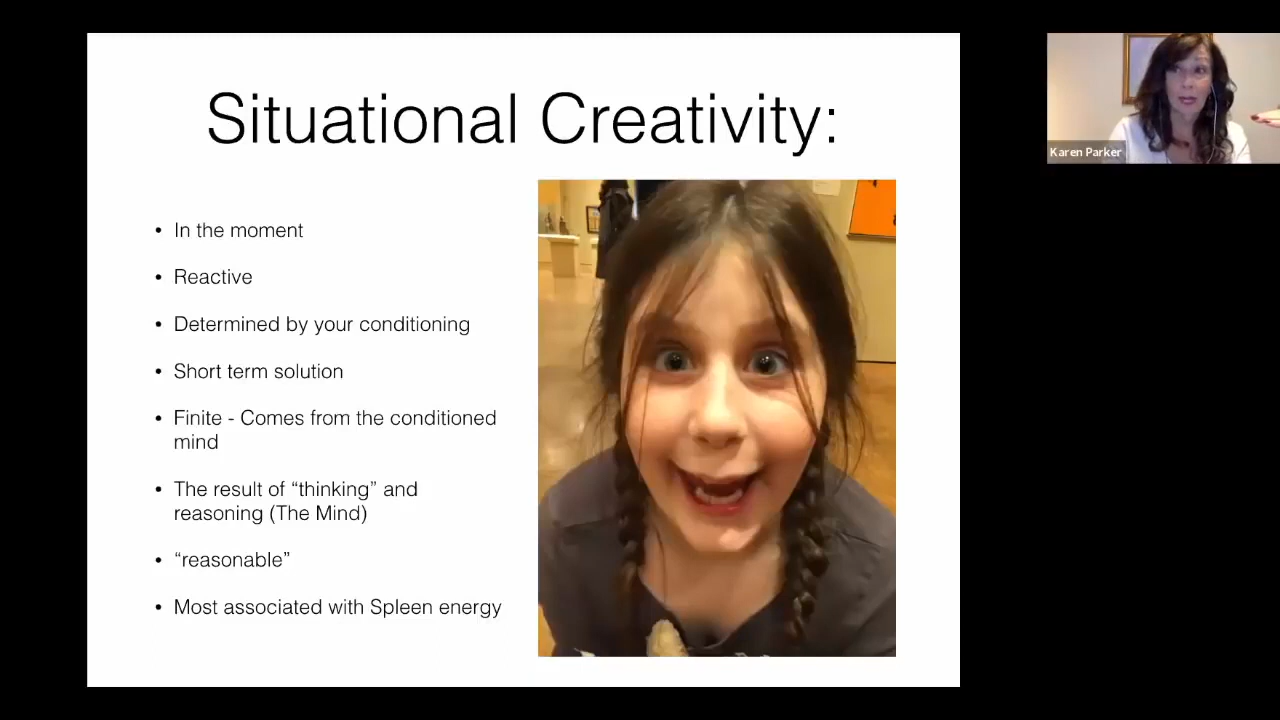 Situational Creativity:
• In the moment
• Reactive
• Determined by your conditioning
• Short term solution
• Finite - Comes from the conditioned
mind
• The result of “thinking” and
reasoning (The Mind)
• “reasonable”
• Most associated with Spleen energy
Karen Parker